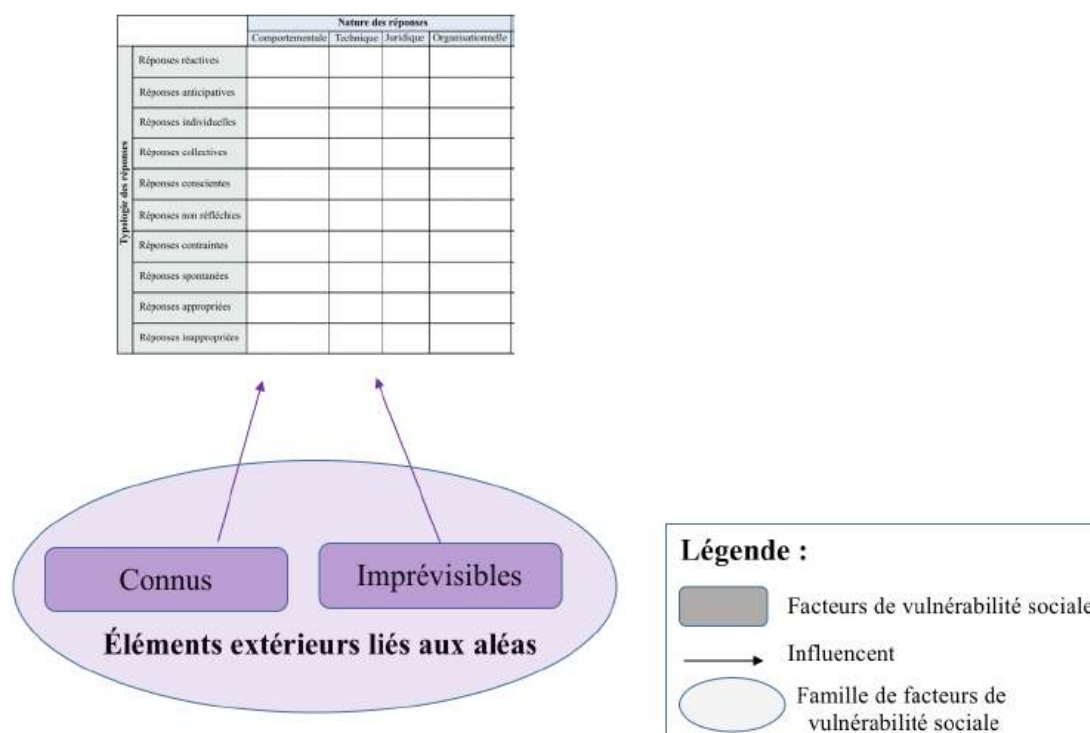 Nature des réponses
Comportementale Technique Juridique Organisationnelle
Typologie des réponses
Réponses réactives
Réponses anticipatives
Réponses individuelles
Réponses collectives
Réponses conscientes
Réponses non réfléchies
Réponses contraintes
Réponses spontanées
Réponses appropriées
Réponses inappropriées
Connus
Imprévisibles
Éléments extérieurs liés aux aléas
Légende :
Facteurs de vulnérabilité sociale
Influencent
Famille de facteurs de
vulnérabilité sociale